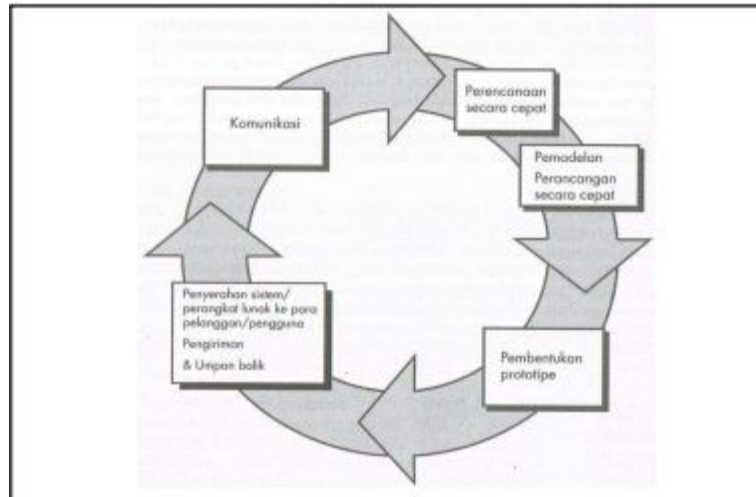 Komunikasi
Perencanaan
secara cepat
Pemodelan
Perancangan
secara cepat
Pembentukan
prototipe
Penyerahan sistem/
perangkat lunak ke para
pelanggan/pengguna
Pengiriman
& Umpan balik